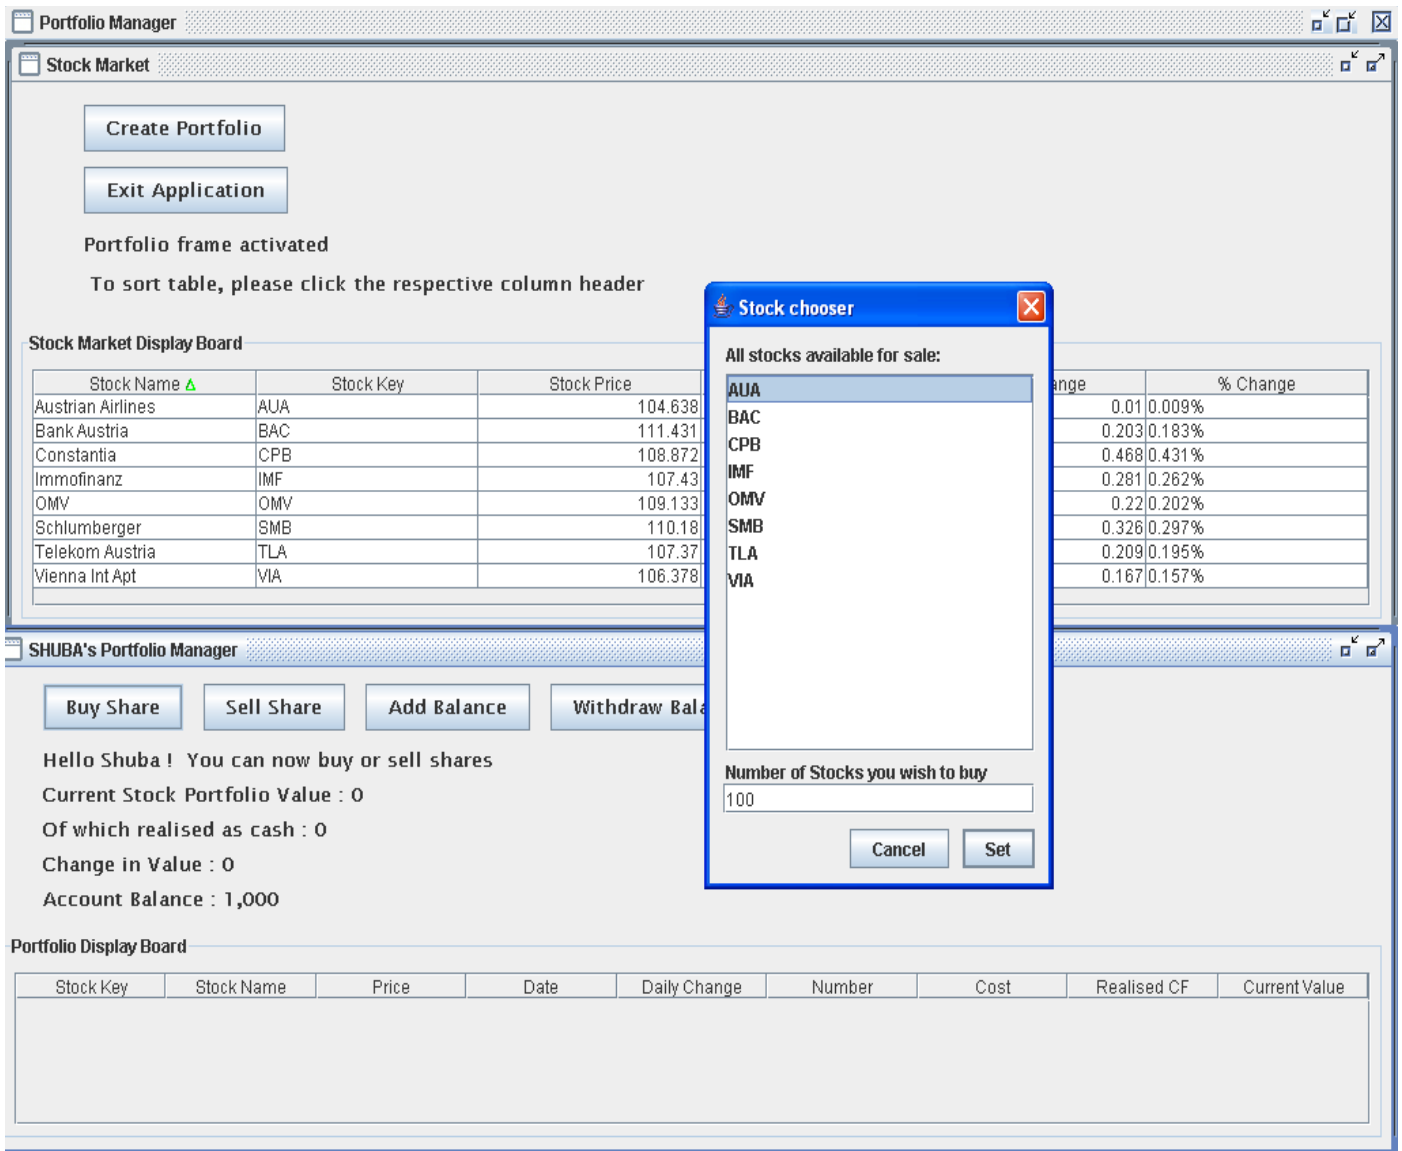 Portfolio Manager
Stock Market
Create Portfolio
Exit Application
Portfolio frame activated
To sort table, please click the respective column header
Stock Market Display Board
Stock Name Stock Key Stock Price % Change
Austrian Airlines AUA 104.638 0.01 0.009%
Bank Austria BAC 111.431 0.203 0.183%
Constantia CPB 108.872 0.468 0.431%
Immofinanz IMF 107.43 0.281 0.262%
OMV OMV 109.133 0.22 0.202%
Schlumberger SMB 110.18 0.326 0.297%
Telekom Austria TLA 107.37 0.209 0.195%
Vienna Int Apt VIA 106.378 0.167 0.157%
Stock chooser
All stocks available for sale:
AUA
BAC
CPB
IMF
OMV
SMB
TLA
VIA
Number of Stocks you wish to buy
100
Cancel Set
SHUBA's Portfolio Manager
Buy Share Sell Share Add Balance Withdraw Bala
Hello Shuba ! You can now buy or sell shares
Current Stock Portfolio Value : 0
Of which realised as cash : 0
Change in Value : 0
Account Balance : 1,000
Portfolio Display Board
Stock Key Stock Name Price Date Daily Change Number Cost Realised CF Current Value